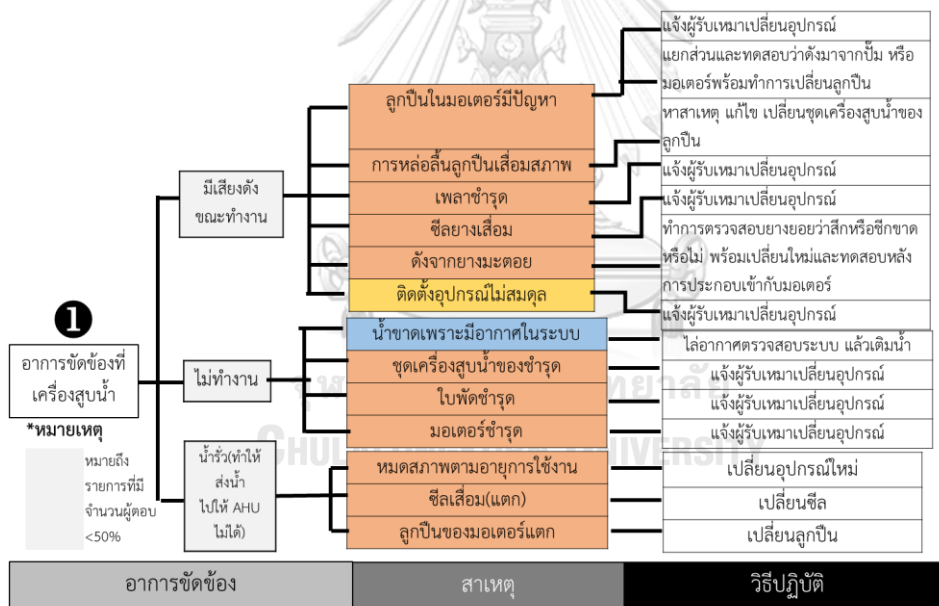 แจ้งผู้รับเหมาเปลี่ยนอุปกรณ์
แยกส่วนและทดสอบว่าดังมาจากปั๊ม หรือ
มอเตอร์พร้อมทำการเปลี่ยนลูกปืน
ลูกปืนในมอเตอร์มีปัญหา
หาสาเหตุ แก้ไข เปลี่ยนชุดเครื่องสูบน้ำของ
ลูกปืน
การหล่อลื้นลูกปืนเสื่อมสภาพ
แจ้งผู้รับเหมาเปลี่ยนอุปกรณ์
มีเสียงดัง
ขณะทำงาน
เพลาชำรุด
แจ้งผู้รับเหมาเปลี่ยนอุปกรณ์
ซีลยางเสื่อม
ทำการตรวจสอบยางยอยว่าสึกหรือซีกขาด
หรือไม่ พร้อมเปลี่ยนใหม่และทดสอบหลัง
การประกอบเข้ากับมอเตอร์
ดังจากยางมะตอย
ติดตั้งอุปกรณ์ไม่สมดุล
แจ้งผู้รับเหมาเปลี่ยนอุปกรณ์
1
อาการขัดข้องที่
เครื่องสูบน้ำ
ไม่ทำงาน
น้ำขาดเพราะมีอากาศในระบบ
ไล่อากาศตรวจสอบระบบ แล้วเติมน้ำ
ชุดเครื่องสูบน้ำของชำรุด
แจ้งผู้รับเหมาเปลี่ยนอุปกรณ์
ใบพัดชำรุด
แจ้งผู้รับเหมาเปลี่ยนอุปกรณ์
มอเตอร์ชำรุด
แจ้งผู้รับเหมาเปลี่ยนอุปกรณ์
*หมายเหตุ
หมายถึง
รายการที่มี
จำนวนผู้ตอบ
<50%
น้ำรั่ว(ทำให้
ส่งน้ำ
ไปให้ AHU
ไม่ได้)
หมดสภาพตามอายุการใช้งาน
เปลี่ยนอุปกรณ์ใหม่
ซีลเสื่อม(แตก)
เปลี่ยนซีล
ลูกปืนของมอเตอร์แตก
เปลี่ยนลูกปืน
อาการขัดข้อง
สาเหตุ
วิธีปฏิบัติ